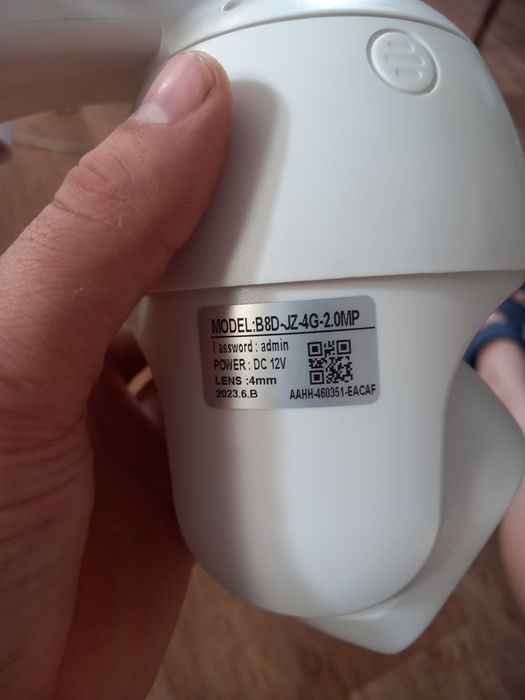 MODEL:B8D-JZ-4G-2.0MP
Password : admin
POWER : DC 12V
LENS :4mm
2023.6.B
AAHH-460351-EACAF